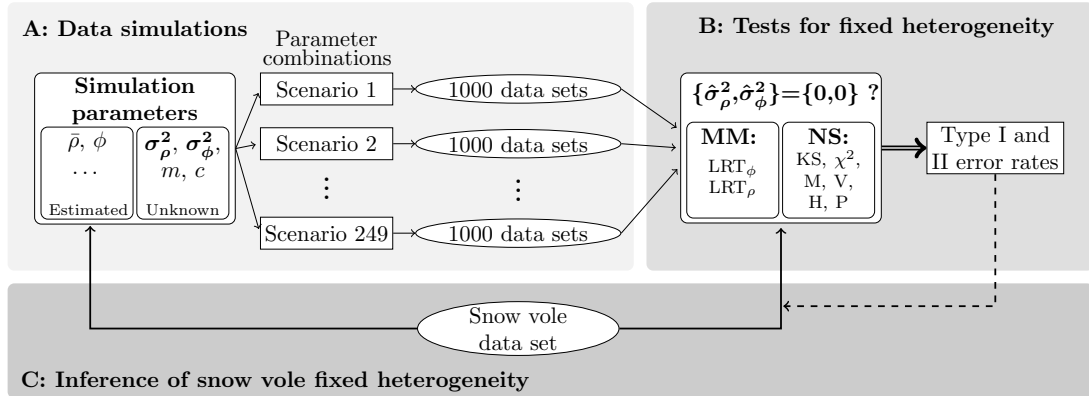 A: Data simulations
Parameter
combinations
Simulation
parameters
ρ̄, ϕ
. . .
Estimated
σ²ρ, σ²ϕ,
m, c
Unknown
Scenario 1
1000 data sets
Scenario 2
1000 data sets
⋮
⋮
Scenario 249
1000 data sets
B: Tests for fixed heterogeneity
{σ̂²ρ,σ̂²ϕ}={0,0} ?
MM:
LRTϕ
LRTρ
NS:
KS, χ²,
M, V,
H, P
Type I and
II error rates
Snow vole
data set
C: Inference of snow vole fixed heterogeneity